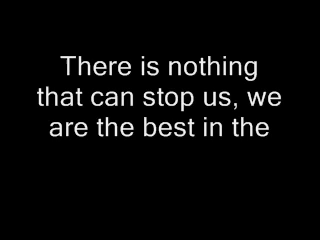 There is nothing
that can stop us, we
are the best in the